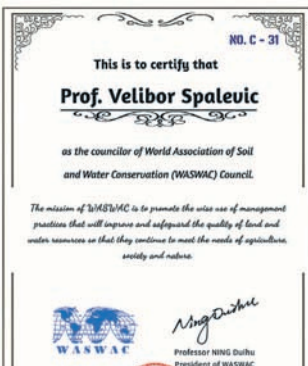 NO. C - 31
This is to certify that
Prof. Velibor Spalevic
as the councilor of World Association of Soil
and Water Conservation (WASWAC) Council.
The mission of WASWAC is to promote the wise use of management
practices that will improve and safeguard the quality of land and
water resources so that they continue to meet the needs of agriculture,
society and nature.
WASWAC
Ning Duihu
Professor NING Duihu
President of WASWAC